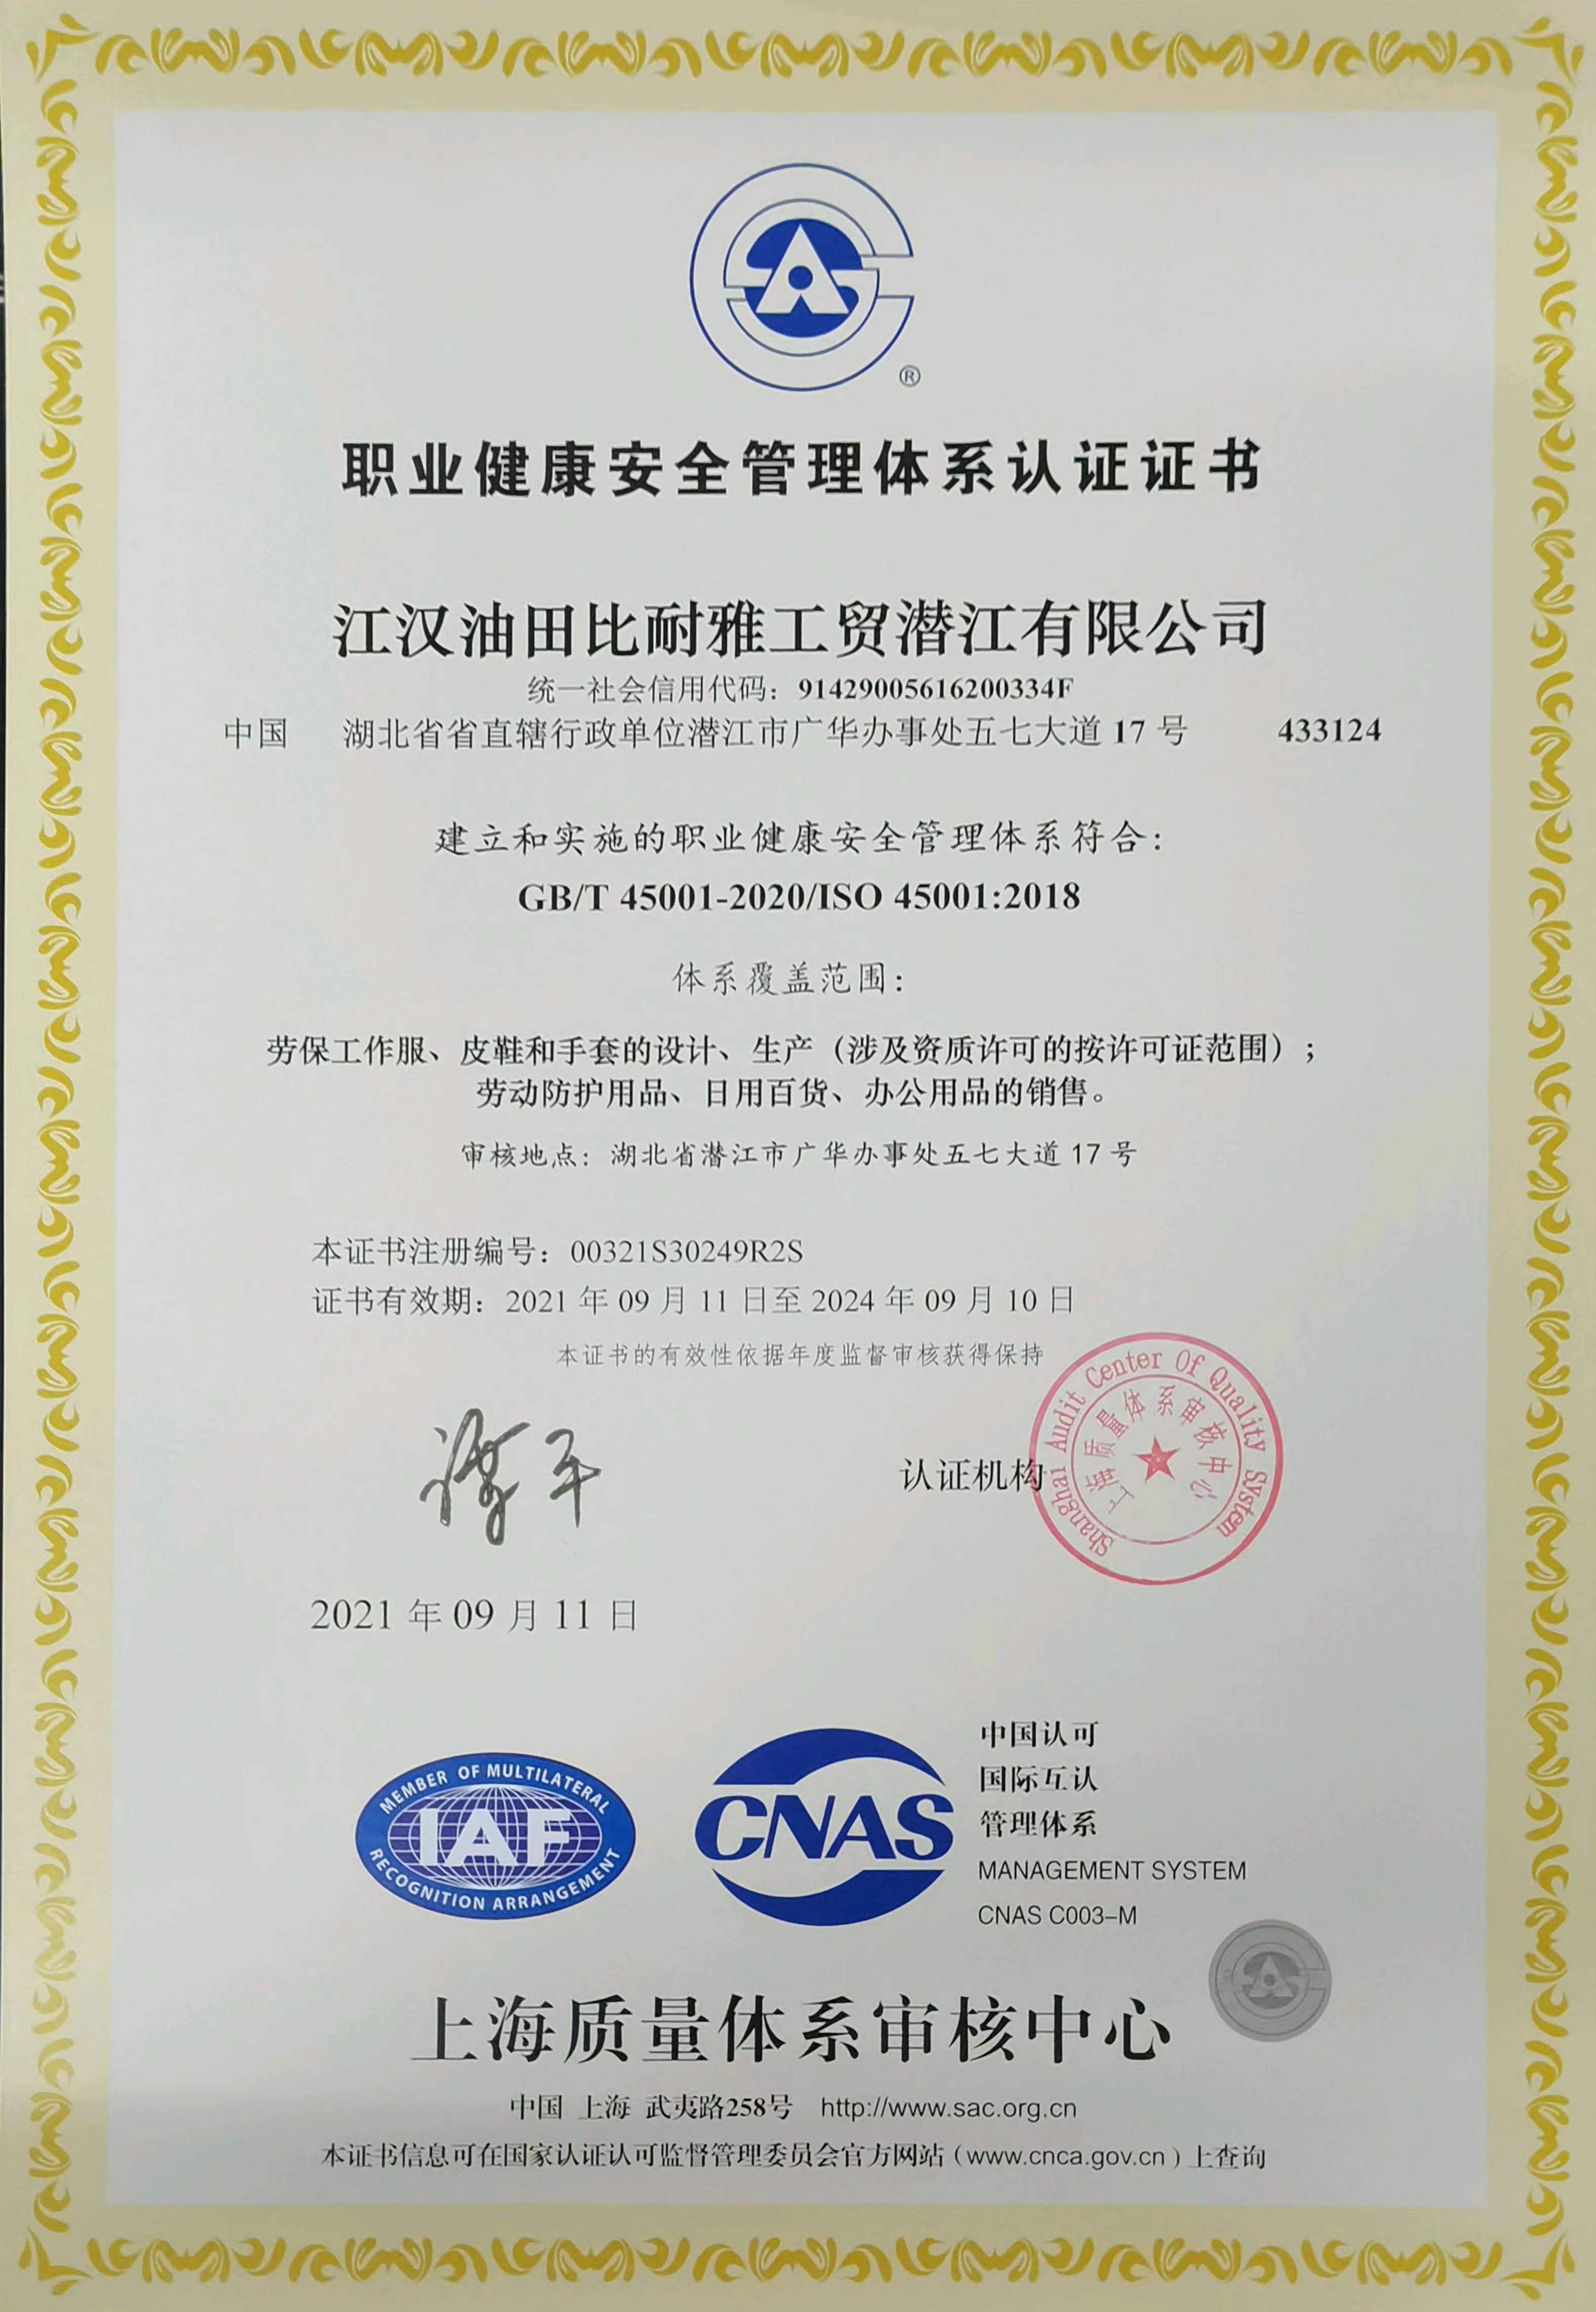 ®
职业健康安全管理体系认证证书
江汉油田比耐雅工贸潜江有限公司
统一社会信用代码：91429005616200334F
中国 湖北省省直辖行政单位潜江市广华办事处五七大道 17 号 433124
建立和实施的职业健康安全管理体系符合：
GB/T 45001-2020/ISO 45001:2018
体系覆盖范围：
劳保工作服、皮鞋和手套的设计、生产（涉及资质许可的按许可证范围）；
劳动防护用品、日用百货、办公用品的销售。
审核地点：湖北省潜江市广华办事处五七大道 17 号
本证书注册编号：00321S30249R2S
证书有效期：2021 年 09 月 11 日至 2024 年 09 月 10 日
本证书的有效性依据年度监督审核获得保持
认证机构
Shanghai Audit Center Of Quality System
上海质量体系审核中心
2021 年 09 月 11 日
MEMBER OF MULTILATERAL
IAF
RECOGNITION ARRANGEMENT
CNAS
中国认可
国际互认
管理体系
MANAGEMENT SYSTEM
CNAS C003-M
上海质量体系审核中心
中国 上海 武夷路258号 http://www.sac.org.cn
本证书信息可在国家认证认可监督管理委员会官方网站（www.cnca.gov.cn）上查询